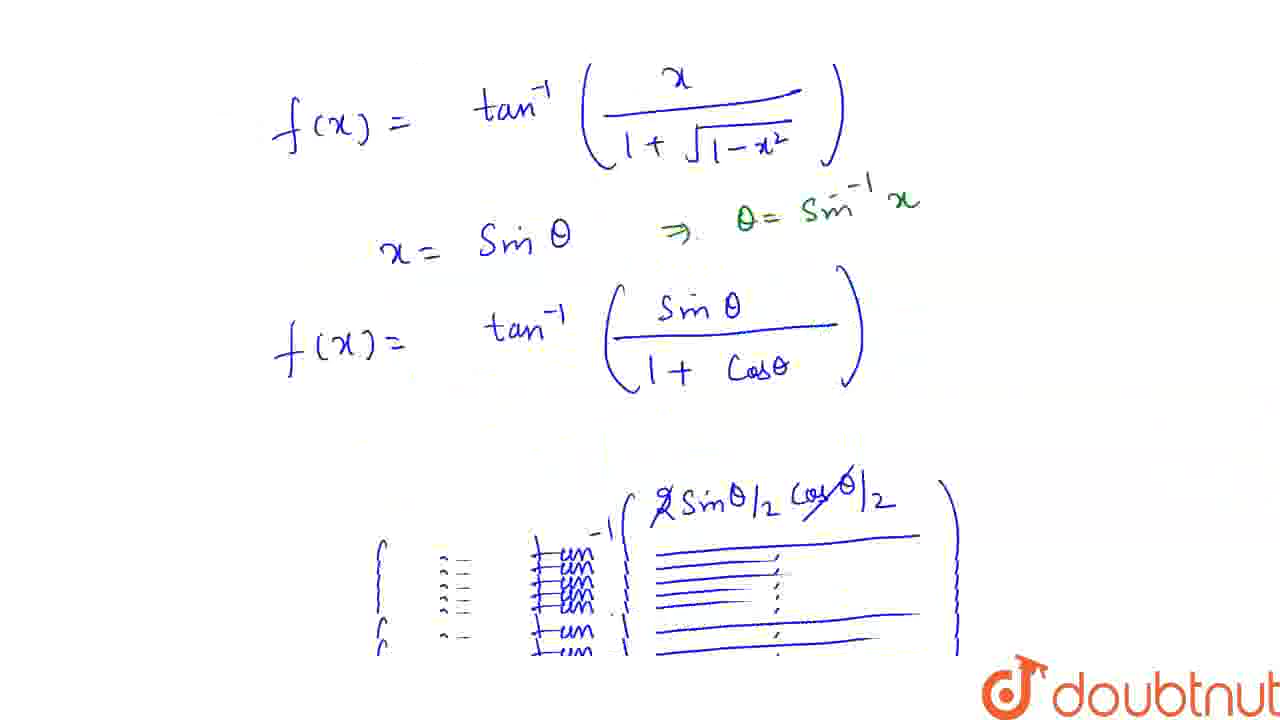 f(x) = tan⁻¹ ( x / (1 + √(1 − x²)) )
x = Sin θ ⇒ θ = Sin⁻¹ x
f(x) = tan⁻¹ ( Sin θ / (1 + Cos θ) )
tan⁻¹ ( 2 Sin θ/2 Cos θ/2
doubtnut